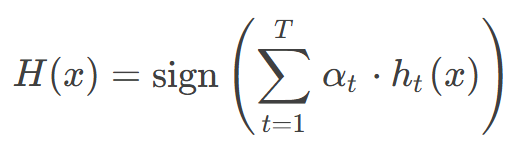 H(x) = sign ( ∑_{t=1}^{T} α_t · h_t(x) )